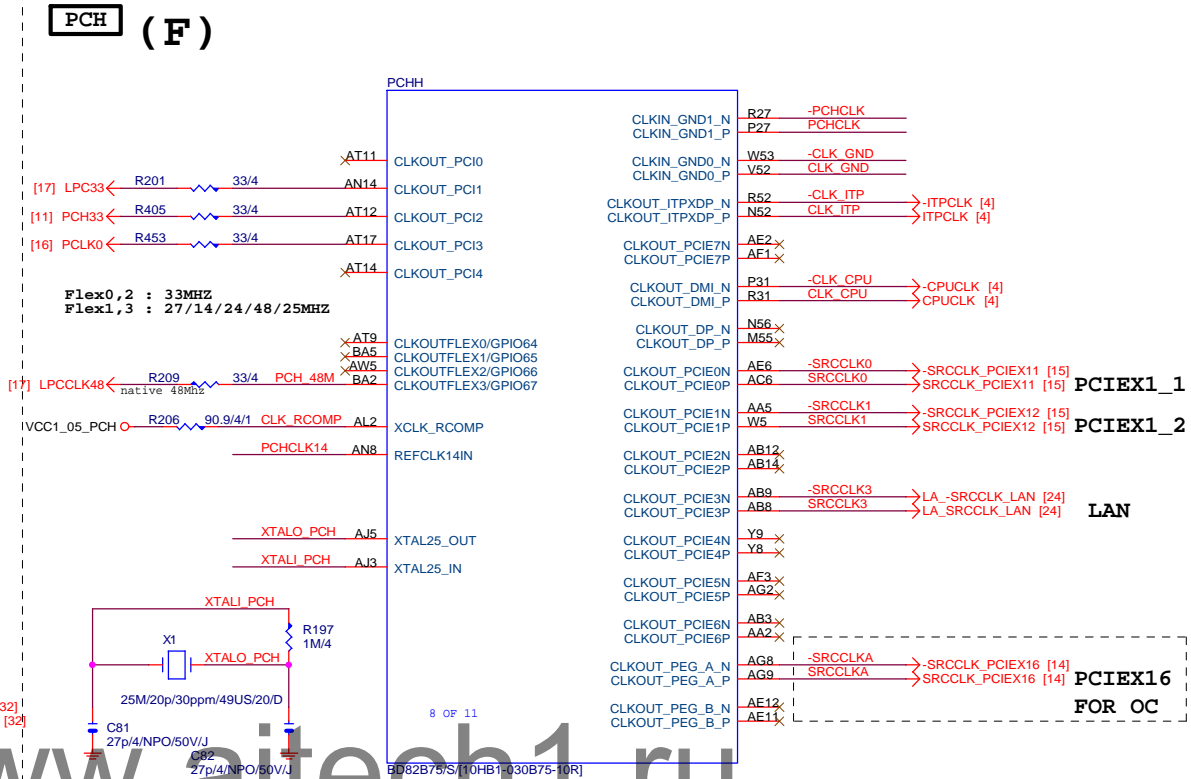 PCH (F)
PCHH
AT11 CLKOUT_PCI0
[17] LPC33 R201 33/4 AN14 CLKOUT_PCI1
[11] PCH33 R405 33/4 AT12 CLKOUT_PCI2
[16] PCLK0 R453 33/4 AT17 CLKOUT_PCI3
AT14 CLKOUT_PCI4
Flex0,2 : 33MHZ
Flex1,3 : 27/14/24/48/25MHZ
AT9 CLKOUTFLEX0/GPIO64
BA5 CLKOUTFLEX1/GPIO65
AW5 CLKOUTFLEX2/GPIO66
[17] LPCCLK48 R209 33/4 PCH_48M BA2 CLKOUTFLEX3/GPIO67
native 48Mhz
VCC1_05_PCH R206 90.9/4/1 CLK_RCOMP AL2 XCLK_RCOMP
PCHCLK14 AN8 REFCLK14IN
XTALO_PCH AJ5 XTAL25_OUT
XTALI_PCH AJ3 XTAL25_IN
CLKIN_GND1_N R27 -PCHCLK
CLKIN_GND1_P P27 PCHCLK
CLKIN_GND0_N W53 -CLK_GND
CLKIN_GND0_P V52 CLK_GND
CLKOUT_ITPXDP_N R52 -CLK_ITP -ITPCLK [4]
CLKOUT_ITPXDP_P N52 CLK_ITP ITPCLK [4]
CLKOUT_PCIE7N AE2
CLKOUT_PCIE7P AF1
CLKOUT_DMI_N P31 -CLK_CPU -CPUCLK [4]
CLKOUT_DMI_P R31 CLK_CPU CPUCLK [4]
CLKOUT_DP_N N56
CLKOUT_DP_P M55
CLKOUT_PCIE0N AE6 -SRCCLK0 -SRCCLK_PCIEX11 [15]
CLKOUT_PCIE0P AC6 SRCCLK0 SRCCLK_PCIEX11 [15] PCIEX1_1
CLKOUT_PCIE1N AA5 -SRCCLK1 -SRCCLK_PCIEX12 [15]
CLKOUT_PCIE1P W5 SRCCLK1 SRCCLK_PCIEX12 [15] PCIEX1_2
CLKOUT_PCIE2N AB12
CLKOUT_PCIE2P AB14
CLKOUT_PCIE3N AB9 -SRCCLK3 LA_-SRCCLK_LAN [24]
CLKOUT_PCIE3P AB8 SRCCLK3 LA_SRCCLK_LAN [24] LAN
CLKOUT_PCIE4N Y9
CLKOUT_PCIE4P Y8
CLKOUT_PCIE5N AF3
CLKOUT_PCIE5P AG2
CLKOUT_PCIE6N AB3
CLKOUT_PCIE6P AA2
CLKOUT_PEG_A_N AG8 -SRCCLKA -SRCCLK_PCIEX16 [14]
CLKOUT_PEG_A_P AG9 SRCCLKA SRCCLK_PCIEX16 [14] PCIEX16
FOR OC
CLKOUT_PEG_B_N AE12
CLKOUT_PEG_B_P AE11
XTALI_PCH
R197
1M/4
X1 XTALO_PCH
25M/20p/30ppm/49US/20/D
C81
27p/4/NPO/50V/J
C82
27p/4/NPO/50V/J
32]
[32]
8 OF 11
BD82B75/S/[10HB1-030B75-10R]
www.aitech1.ru